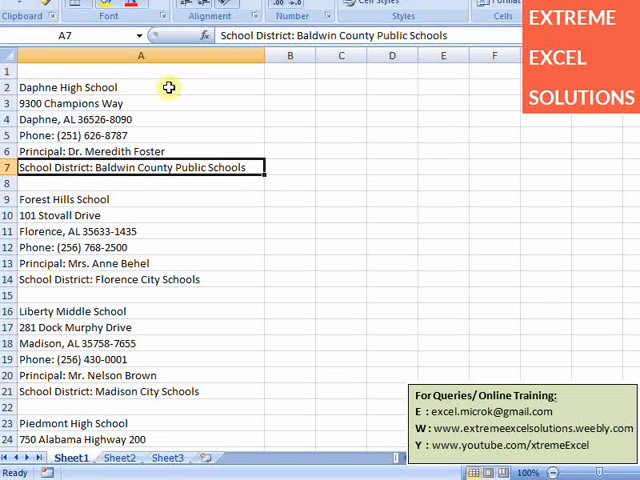 Cell Styles
Clipboard
Font
Alignment
Number
Styles
Cells
EXTREME
EXCEL
SOLUTIONS
A7
fx
School District: Baldwin County Public Schools
A B C D E F
1
2 Daphne High School
3 9300 Champions Way
4 Daphne, AL 36526-8090
5 Phone: (251) 626-8787
6 Principal: Dr. Meredith Foster
7 School District: Baldwin County Public Schools
8
9 Forest Hills School
10 101 Stovall Drive
11 Florence, AL 35633-1435
12 Phone: (256) 768-2500
13 Principal: Mrs. Anne Behel
14 School District: Florence City Schools
15
16 Liberty Middle School
17 281 Dock Murphy Drive
18 Madison, AL 35758-7655
19 Phone: (256) 430-0001
20 Principal: Mr. Nelson Brown
21 School District: Madison City Schools
22
23 Piedmont High School
24 750 Alabama Highway 200
For Queries/ Online Training:
E : excel.microk@gmail.com
W : www.extremeexcelsolutions.weebly.com
Y : www.youtube.com/xtremeExcel
Sheet1 Sheet2 Sheet3
Ready
100%